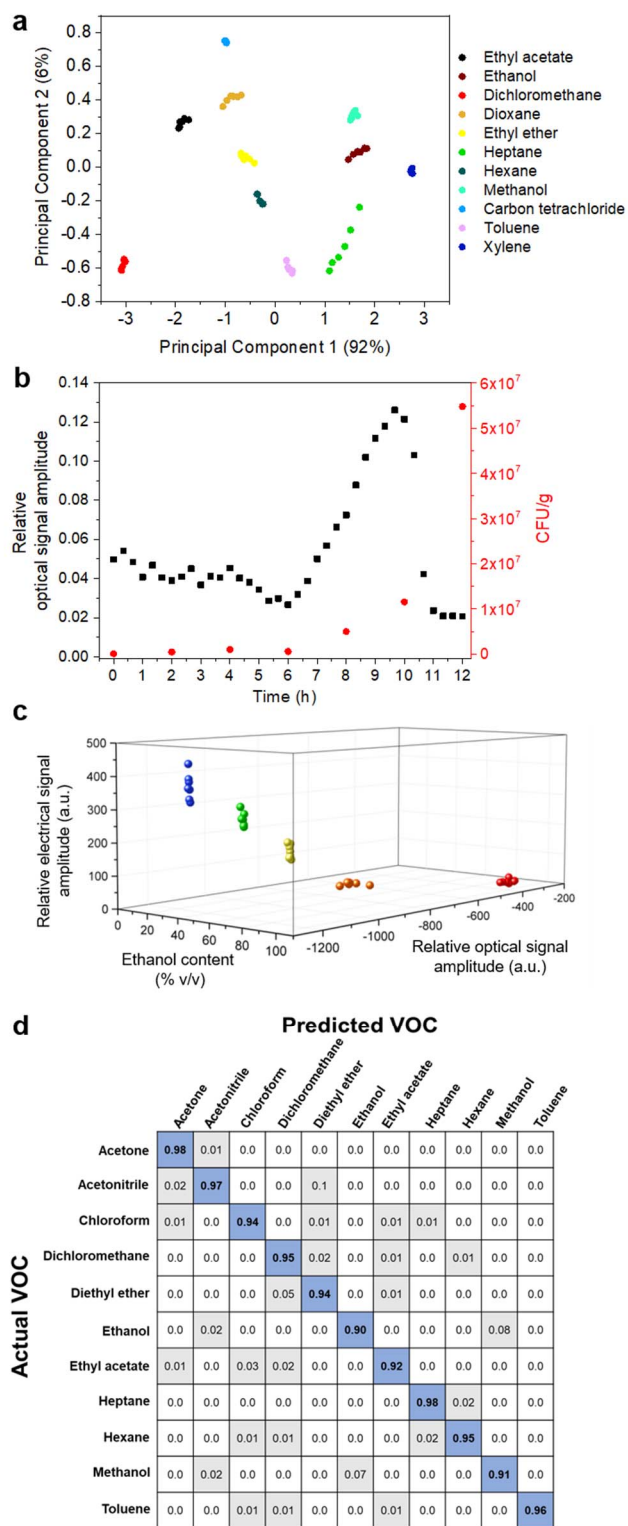 a
Principal Component 2 (6%)
0.8
0.6
0.4
0.2
0.0
-0.2
-0.4
-0.6
-0.8
-3 -2 -1 0 1 2 3
Principal Component 1 (92%)
Ethyl acetate
Ethanol
Dichloromethane
Dioxane
Ethyl ether
Heptane
Hexane
Methanol
Carbon tetrachloride
Toluene
Xylene
b
Relative
optical signal amplitude
0.14
0.12
0.10
0.08
0.06
0.04
0.02
0.00
0 1 2 3 4 5 6 7 8 9 10 11 12
Time (h)
6x10⁷
5x10⁷
4x10⁷
3x10⁷
2x10⁷
1x10⁷
0
CFU/g
c
Relative electrical signal
amplitude (a.u.)
500
400
300
200
100
0
0 20 40 60 80 100
Ethanol content
(% v/v)
-1200 -1000 -800 -600 -400 -200
Relative optical signal
amplitude (a.u.)
d
Predicted VOC
Acetone Acetonitrile Chloroform Dichloromethane Diethyl ether Ethanol Ethyl acetate Heptane Hexane Methanol Toluene
Actual VOC
Acetone 0.98 0.01 0.0 0.0 0.0 0.0 0.0 0.0 0.0 0.0 0.0
Acetonitrile 0.02 0.97 0.0 0.0 0.1 0.0 0.0 0.0 0.0 0.0 0.0
Chloroform 0.01 0.0 0.94 0.0 0.01 0.0 0.01 0.01 0.0 0.0 0.0
Dichloromethane 0.0 0.0 0.0 0.95 0.02 0.0 0.01 0.0 0.01 0.0 0.0
Diethyl ether 0.0 0.0 0.0 0.05 0.94 0.0 0.01 0.0 0.0 0.0 0.0
Ethanol 0.0 0.02 0.0 0.0 0.0 0.90 0.0 0.0 0.0 0.08 0.0
Ethyl acetate 0.01 0.0 0.03 0.02 0.0 0.0 0.92 0.0 0.0 0.0 0.0
Heptane 0.0 0.0 0.0 0.0 0.0 0.0 0.0 0.98 0.02 0.0 0.0
Hexane 0.0 0.0 0.01 0.01 0.0 0.0 0.0 0.02 0.95 0.0 0.0
Methanol 0.0 0.02 0.0 0.0 0.0 0.07 0.0 0.0 0.0 0.91 0.0
Toluene 0.0 0.0 0.01 0.01 0.0 0.0 0.01 0.0 0.0 0.0 0.96